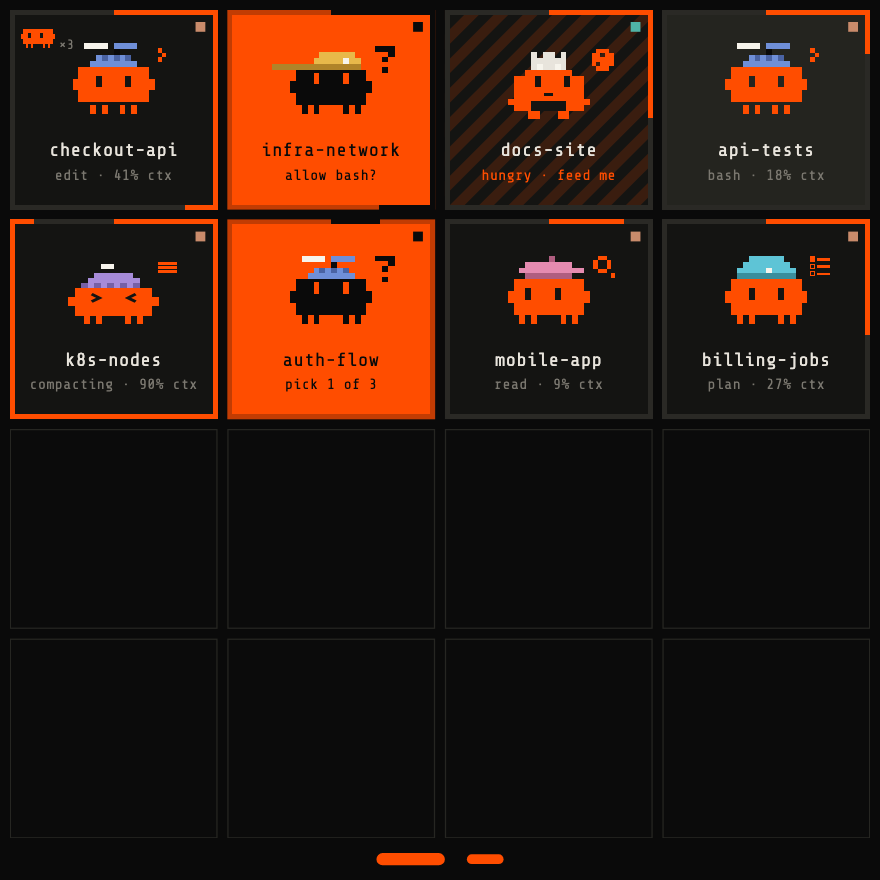 ×3
checkout-api
edit · 41% ctx
?
infra-network
allow bash?
docs-site
hungry · feed me
api-tests
bash · 18% ctx
k8s-nodes
compacting · 90% ctx
?
auth-flow
pick 1 of 3
mobile-app
read · 9% ctx
billing-jobs
plan · 27% ctx